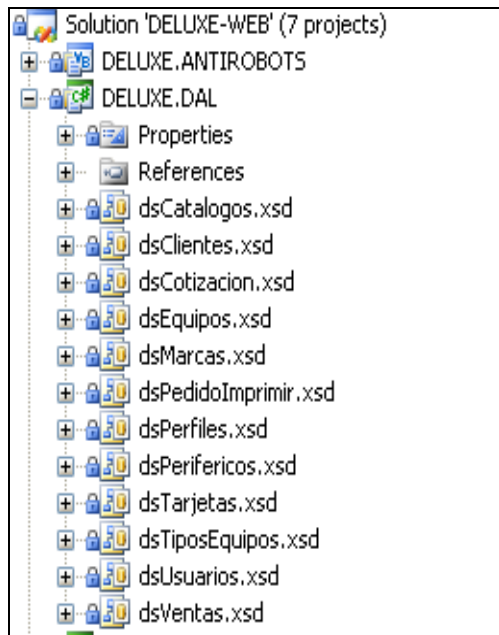 Solution 'DELUXE-WEB' (7 projects)
VB DELUXE.ANTIROBOTS
C# DELUXE.DAL
Properties
References
dsCatalogos.xsd
dsClientes.xsd
dsCotizacion.xsd
dsEquipos.xsd
dsMarcas.xsd
dsPedidoImprimir.xsd
dsPerfiles.xsd
dsPerifericos.xsd
dsTarjetas.xsd
dsTiposEquipos.xsd
dsUsuarios.xsd
dsVentas.xsd